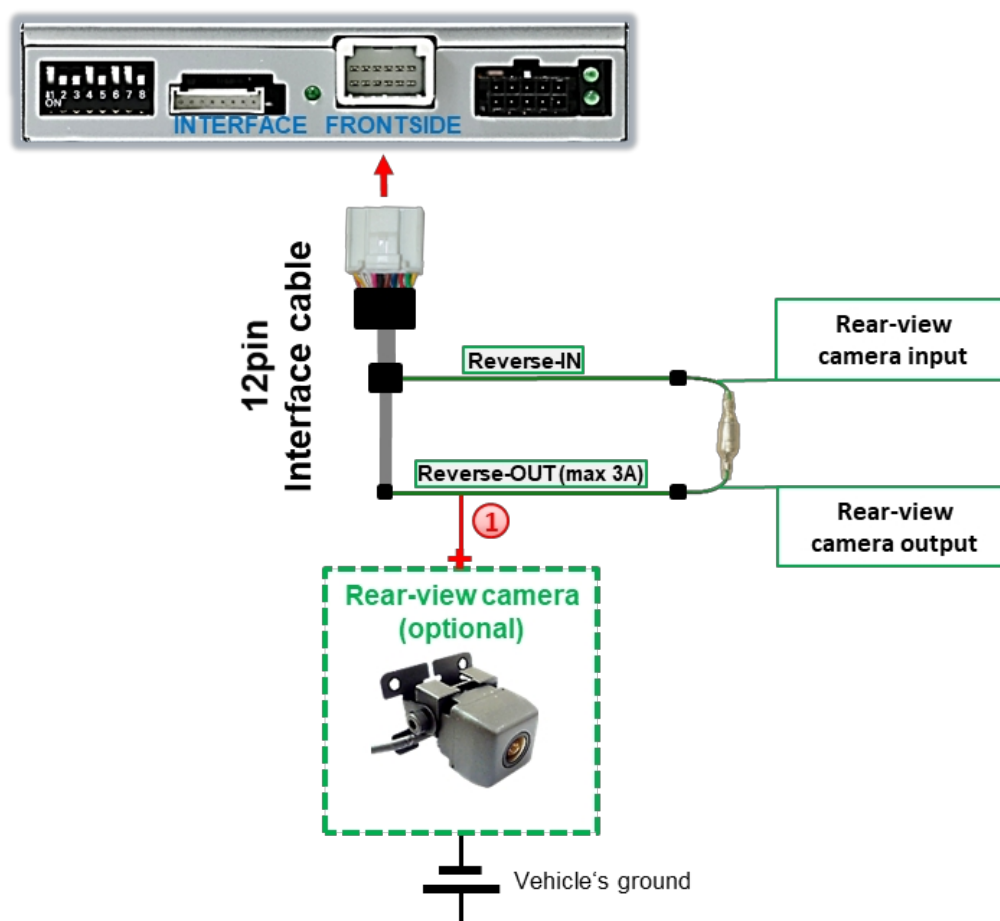 1 2 3 4 5 6 7 8
ON
INTERFACE FRONTSIDE
12pin
Interface cable
Reverse-IN
Rear-view
camera input
Reverse-OUT (max 3A)
1
Rear-view
camera output
Rear-view camera
(optional)
Vehicle‘s ground